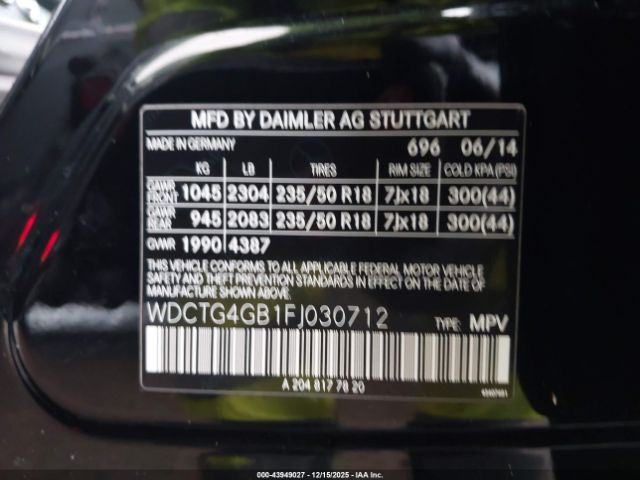 MFD BY DAIMLER AG STUTTGART
MADE IN GERMANY 696 06/14
KG LB TIRES RIM SIZE COLD KPA (PSI)
GAWR FRONT 1045 2304 235/50 R18 7Jx18 300(44)
GAWR REAR 945 2083 235/50 R18 7Jx18 300(44)
GVWR 1990 4387
THIS VEHICLE CONFORMS TO ALL APPLICABLE FEDERAL MOTOR VEHICLE
SAFETY AND THEFT PREVENTION STANDARDS IN EFFECT ON THE DATE OF
MANUFACTURE SHOWN ABOVE.
WDCTG4GB1FJ030712 TYPE: MPV
A 204 817 78 20
000-43949027 - 12/15/2025 - IAAI, INC.